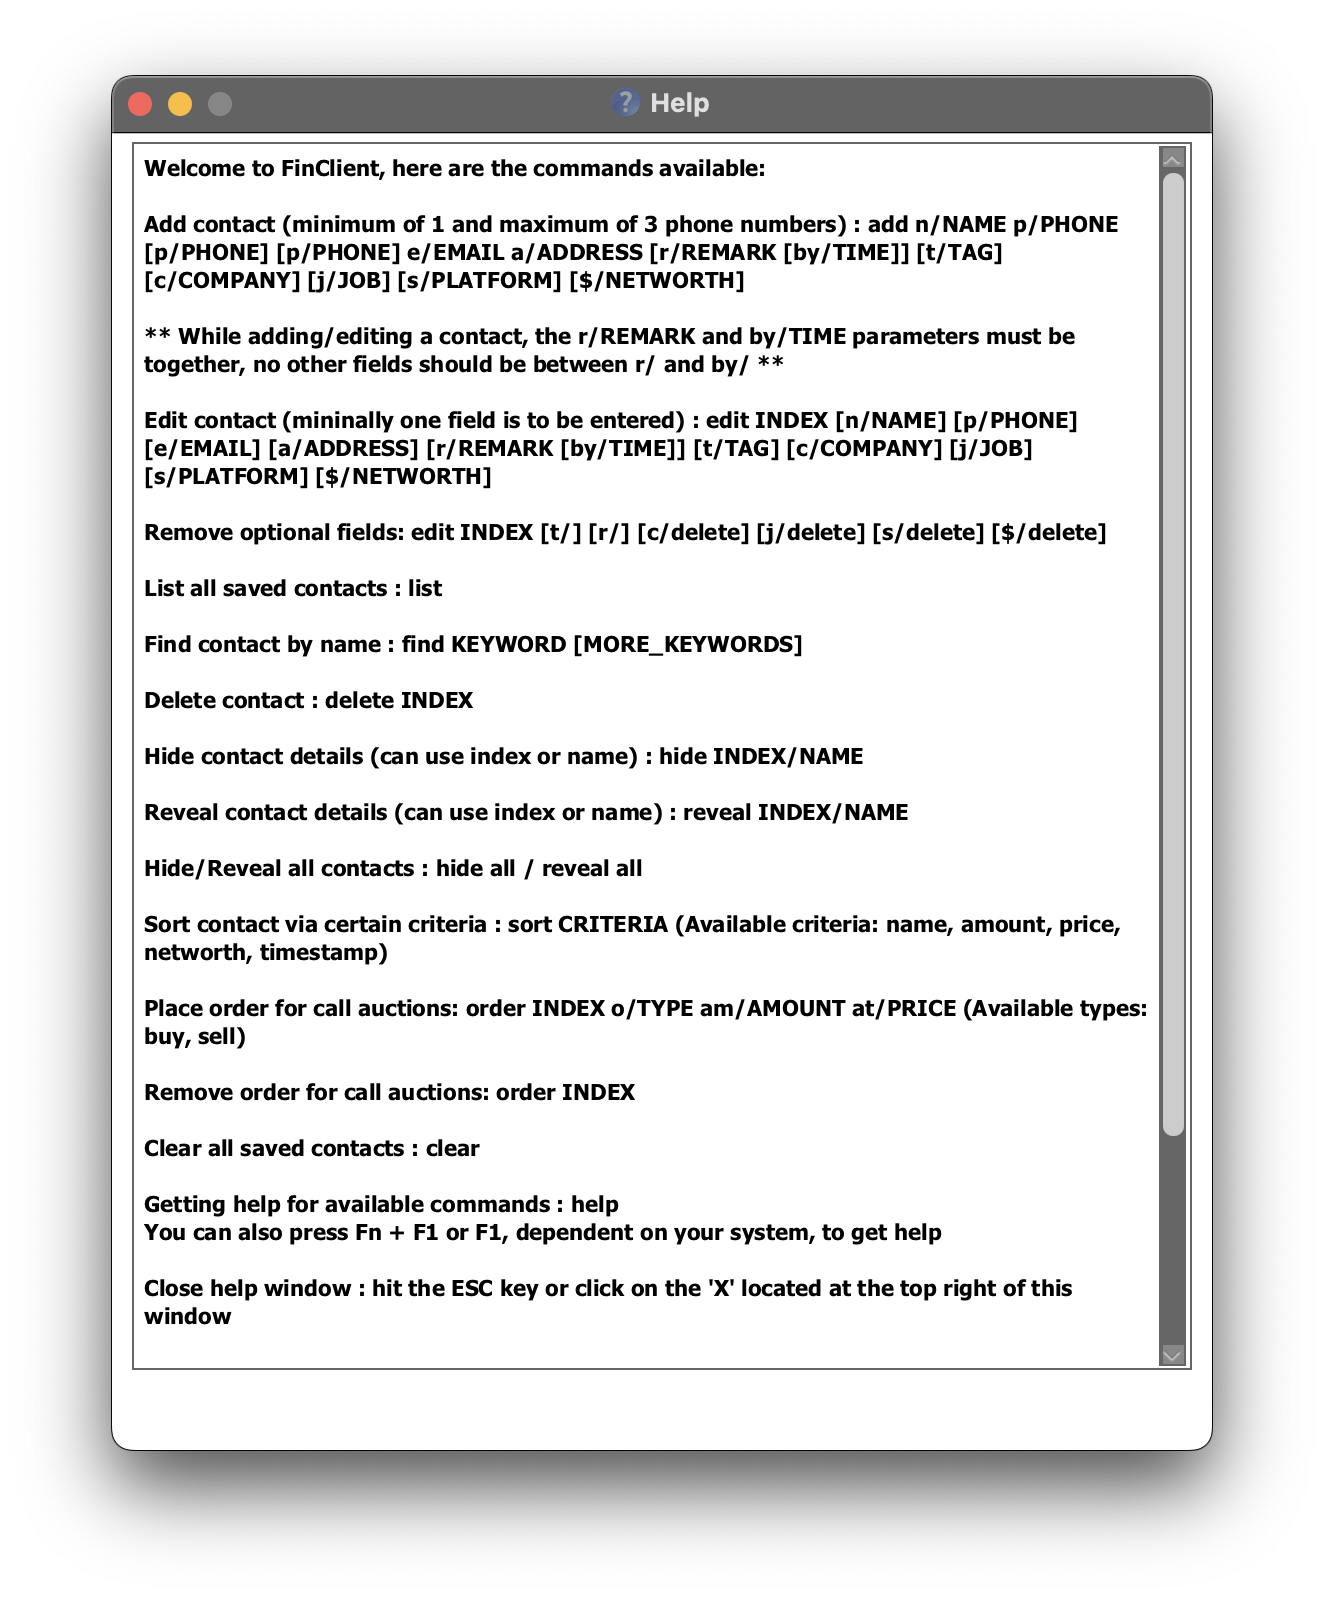 Help
Welcome to FinClient, here are the commands available:
Add contact (minimum of 1 and maximum of 3 phone numbers) : add n/NAME p/PHONE
[p/PHONE] [p/PHONE] e/EMAIL a/ADDRESS [r/REMARK [by/TIME]] [t/TAG]
[c/COMPANY] [j/JOB] [s/PLATFORM] [$/NETWORTH]
** While adding/editing a contact, the r/REMARK and by/TIME parameters must be
together, no other fields should be between r/ and by/ **
Edit contact (mininally one field is to be entered) : edit INDEX [n/NAME] [p/PHONE]
[e/EMAIL] [a/ADDRESS] [r/REMARK [by/TIME]] [t/TAG] [c/COMPANY] [j/JOB]
[s/PLATFORM] [$/NETWORTH]
Remove optional fields: edit INDEX [t/] [r/] [c/delete] [j/delete] [s/delete] [$/delete]
List all saved contacts : list
Find contact by name : find KEYWORD [MORE_KEYWORDS]
Delete contact : delete INDEX
Hide contact details (can use index or name) : hide INDEX/NAME
Reveal contact details (can use index or name) : reveal INDEX/NAME
Hide/Reveal all contacts : hide all / reveal all
Sort contact via certain criteria : sort CRITERIA (Available criteria: name, amount, price,
networth, timestamp)
Place order for call auctions: order INDEX o/TYPE am/AMOUNT at/PRICE (Available types:
buy, sell)
Remove order for call auctions: order INDEX
Clear all saved contacts : clear
Getting help for available commands : help
You can also press Fn + F1 or F1, dependent on your system, to get help
Close help window : hit the ESC key or click on the 'X' located at the top right of this
window